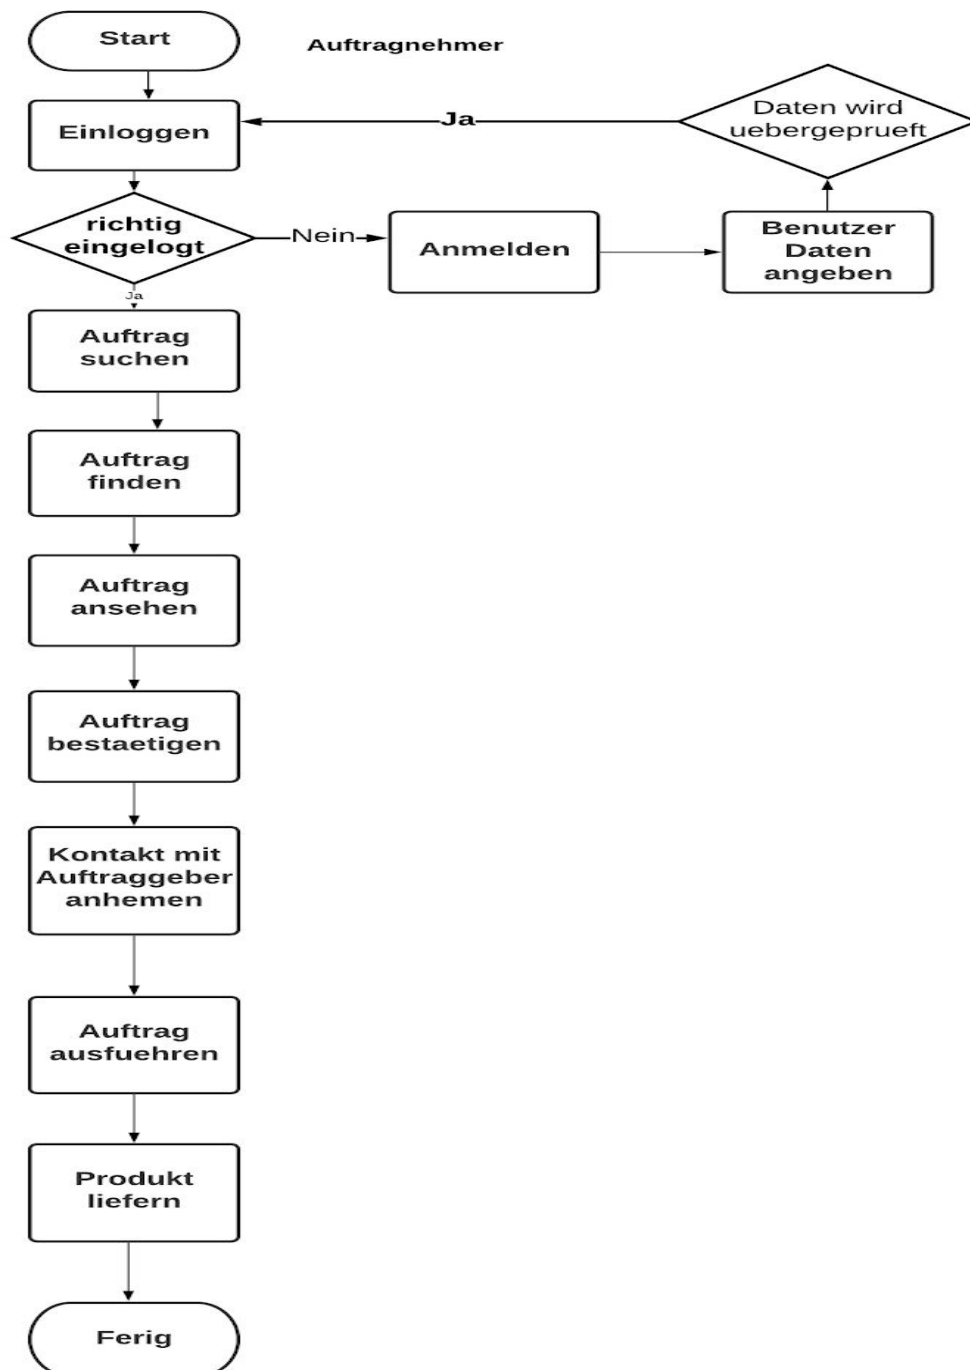 Start
Auftragnehmer
Einloggen
Ja
Daten wird
uebergeprueft
richtig
eingelogt
Nein
Anmelden
Benutzer
Daten
angeben
Ja
Auftrag
suchen
Auftrag
finden
Auftrag
ansehen
Auftrag
bestaetigen
Kontakt mit
Auftraggeber
anhemen
Auftrag
ausfuehren
Produkt
liefern
Ferig